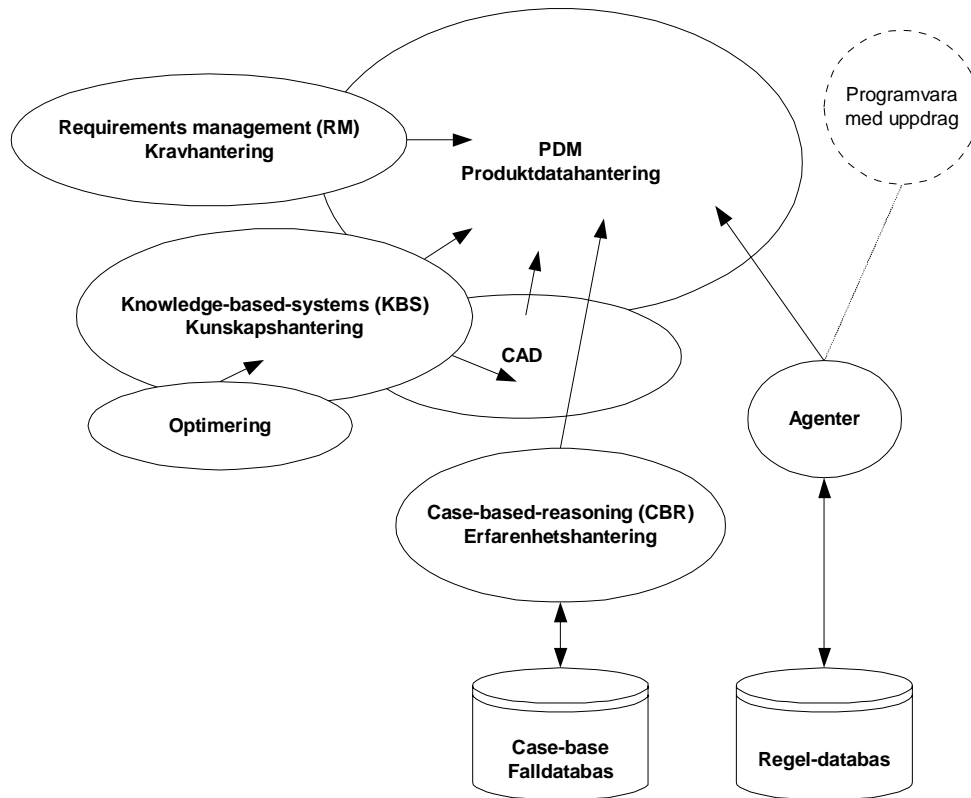 Programvara
med uppdrag
Requirements management (RM)
Kravhantering
PDM
Produktdatahantering
Knowledge-based-systems (KBS)
Kunskapshantering
CAD
Optimering
Agenter
Case-based-reasoning (CBR)
Erfarenhetshantering
Case-base
Falldatabas
Regel-databas